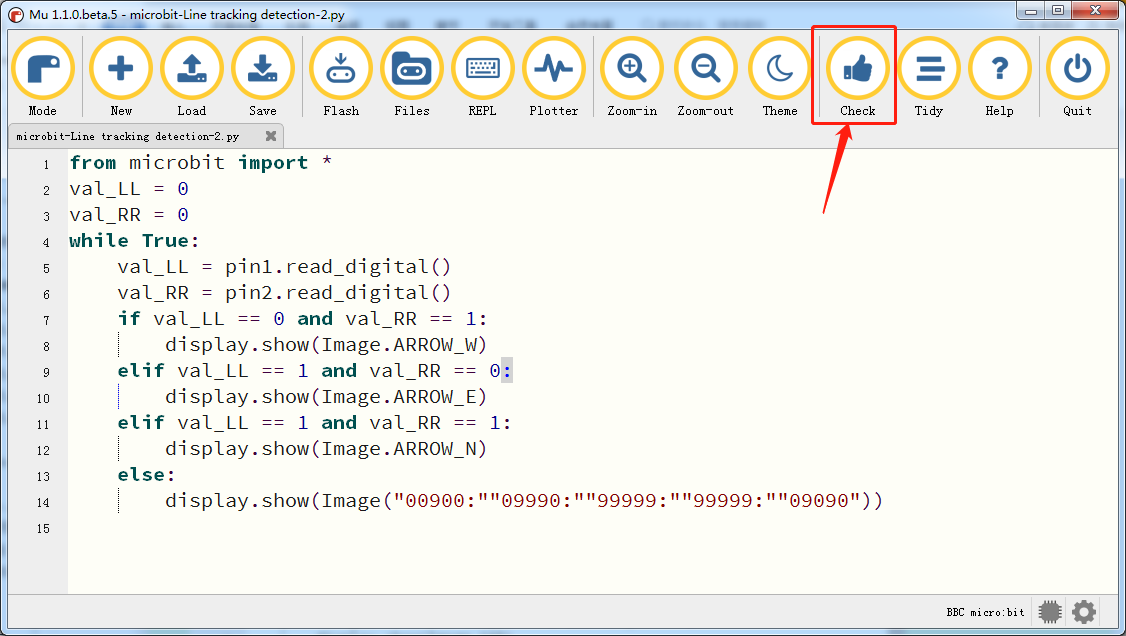 Mu 1.1.0.beta.5 - microbit-Line tracking detection-2.py
Mode New Load Save Flash Files REPL Plotter Zoom-in Zoom-out Theme Check Tidy Help Quit
microbit-Line tracking detection-2.py
1 from microbit import *
2 val_LL = 0
3 val_RR = 0
4 while True:
5     val_LL = pin1.read_digital()
6     val_RR = pin2.read_digital()
7     if val_LL == 0 and val_RR == 1:
8         display.show(Image.ARROW_W)
9     elif val_LL == 1 and val_RR == 0:
10         display.show(Image.ARROW_E)
11     elif val_LL == 1 and val_RR == 1:
12         display.show(Image.ARROW_N)
13     else:
14         display.show(Image("00900:""09990:""99999:""99999:""09090"))
15
BBC micro:bit